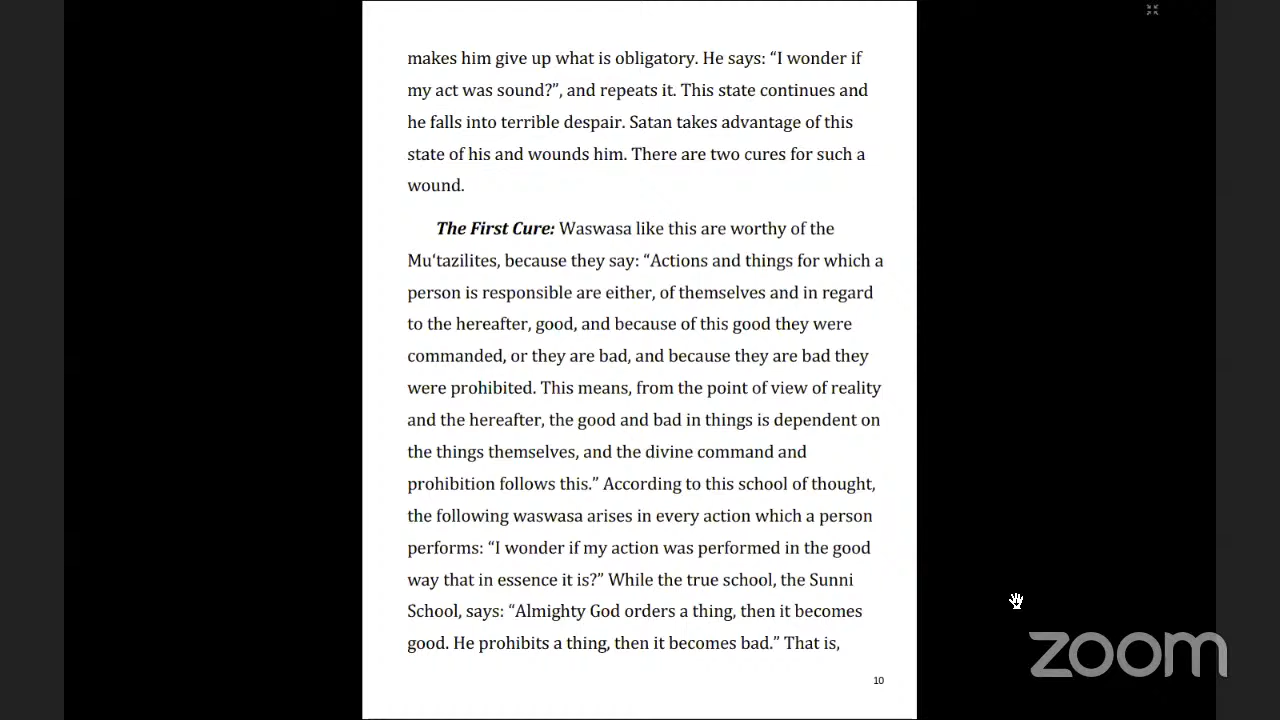 makes him give up what is obligatory. He says: “I wonder if
my act was sound?”, and repeats it. This state continues and
he falls into terrible despair. Satan takes advantage of this
state of his and wounds him. There are two cures for such a
wound.
The First Cure: Waswasa like this are worthy of the
Mu‘tazilites, because they say: “Actions and things for which a
person is responsible are either, of themselves and in regard
to the hereafter, good, and because of this good they were
commanded, or they are bad, and because they are bad they
were prohibited. This means, from the point of view of reality
and the hereafter, the good and bad in things is dependent on
the things themselves, and the divine command and
prohibition follows this.” According to this school of thought,
the following waswasa arises in every action which a person
performs: “I wonder if my action was performed in the good
way that in essence it is?” While the true school, the Sunni
School, says: “Almighty God orders a thing, then it becomes
good. He prohibits a thing, then it becomes bad.” That is,
10
zoom